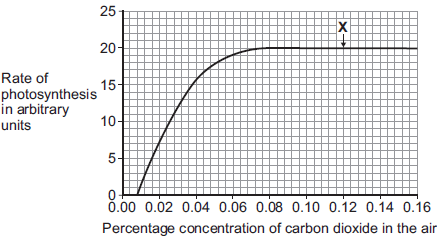 25
X
20
Rate of
photosynthesis
in arbitrary
units
15
10
5
0
0.00 0.02 0.04 0.06 0.08 0.10 0.12 0.14 0.16
Percentage concentration of carbon dioxide in the air